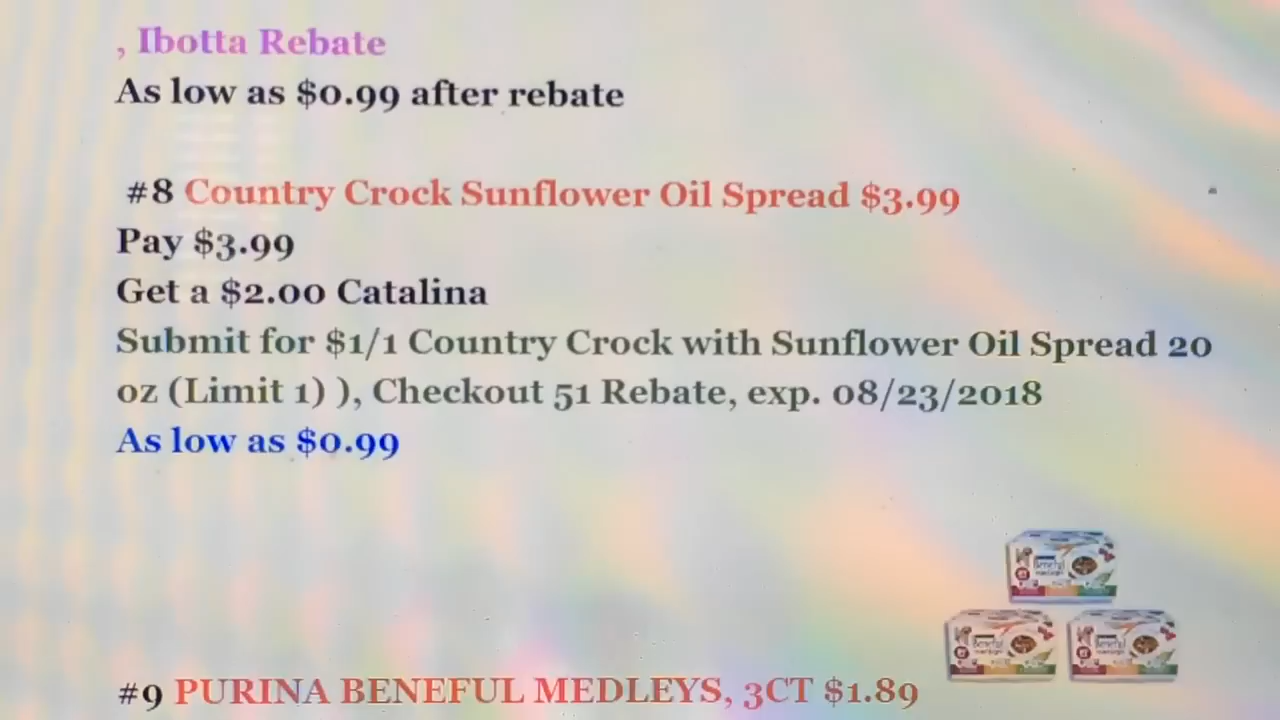 , Ibotta Rebate
As low as $0.99 after rebate
#8 Country Crock Sunflower Oil Spread $3.99
Pay $3.99
Get a $2.00 Catalina
Submit for $1/1 Country Crock with Sunflower Oil Spread 20
oz (Limit 1) ), Checkout 51 Rebate, exp. 08/23/2018
As low as $0.99
Beneful
Beneful
Beneful
#9 PURINA BENEFUL MEDLEYS, 3CT $1.89